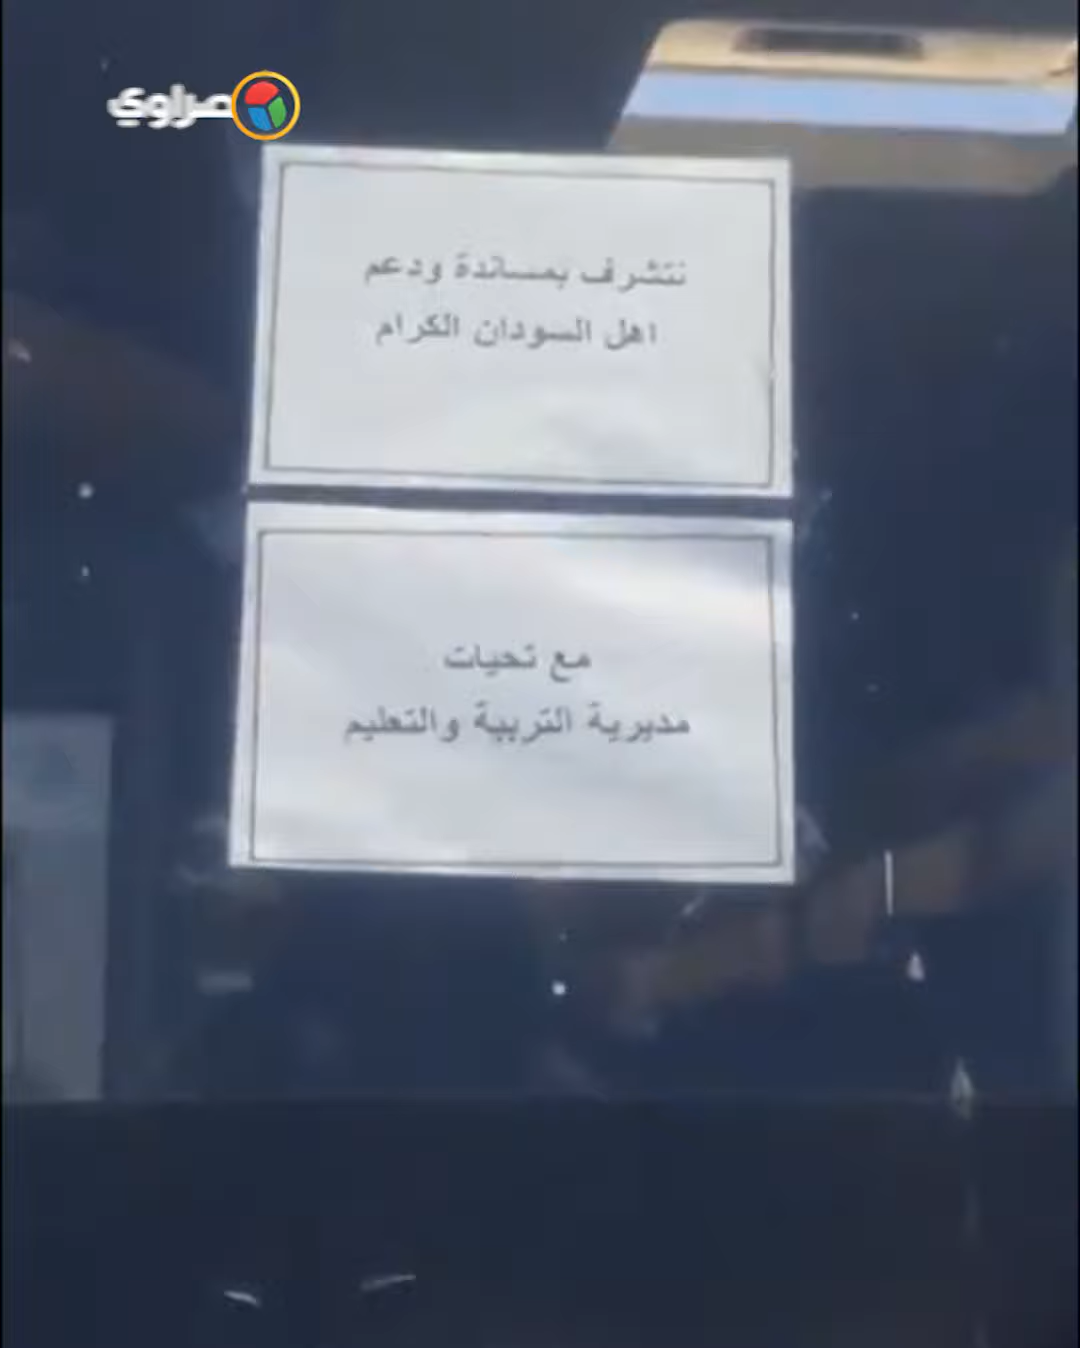 مصراوي
نتشرف بمساندة ودعم
اهل السودان الكرام
مع تحيات
مديرية التربية والتعليم